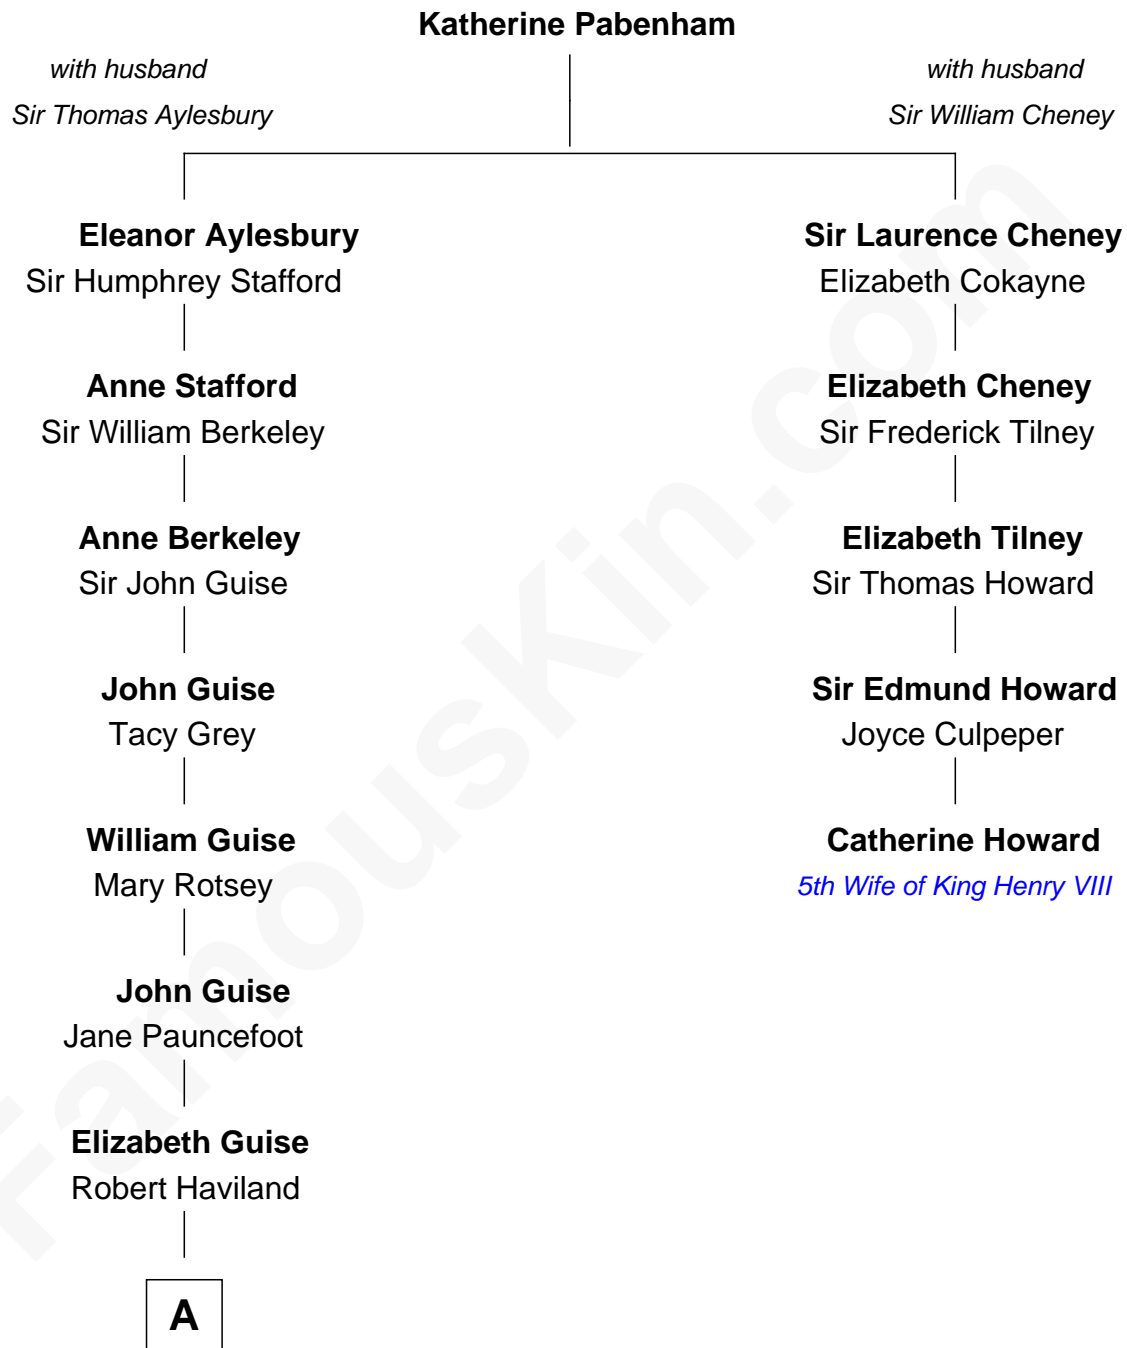 Katherine Pabenham
with husband
Sir Thomas Aylesbury
with husband
Sir William Cheney
Eleanor Aylesbury
Sir Humphrey Stafford
Sir Laurence Cheney
Elizabeth Cokayne
Anne Stafford
Sir William Berkeley
Elizabeth Cheney
Sir Frederick Tilney
Anne Berkeley
Sir John Guise
Elizabeth Tilney
Sir Thomas Howard
John Guise
Tacy Grey
Sir Edmund Howard
Joyce Culpeper
William Guise
Mary Rotsey
Catherine Howard
5th Wife of King Henry VIII
John Guise
Jane Pauncefoot
Elizabeth Guise
Robert Haviland
A
FamousKin.com